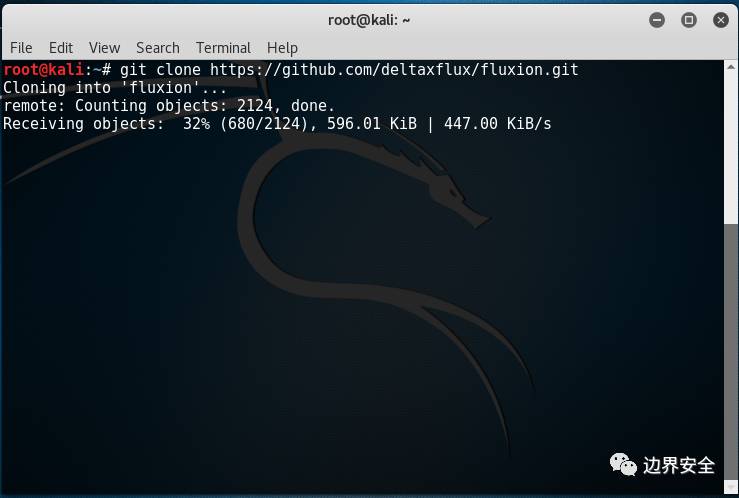 root@kali: ~
File Edit View Search Terminal Help
root@kali:~# git clone https://github.com/deltaxflux/fluxion.git
Cloning into 'fluxion'...
remote: Counting objects: 2124, done.
Receiving objects:  32% (680/2124), 596.01 KiB | 447.00 KiB/s
边界安全